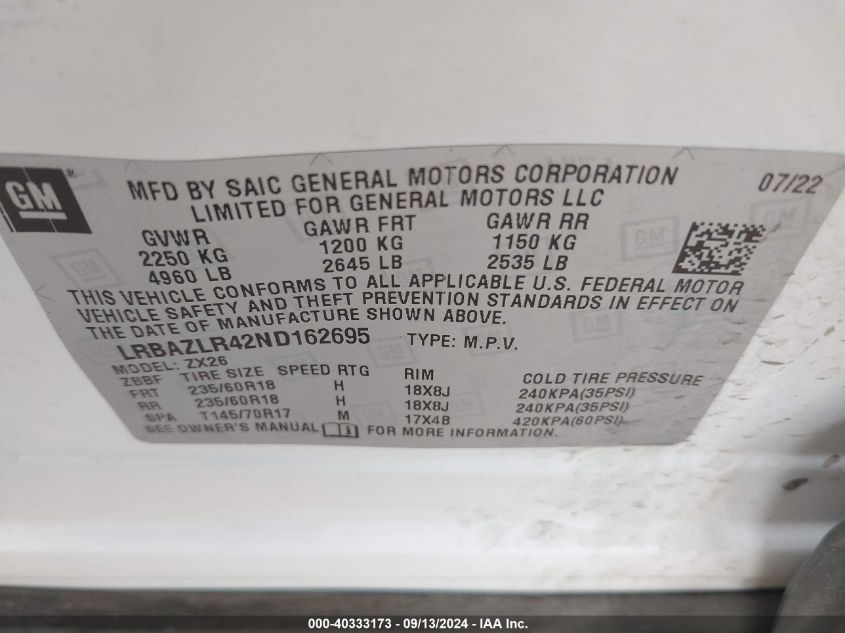 GM ®
MFD BY SAIC GENERAL MOTORS CORPORATION 07/22
LIMITED FOR GENERAL MOTORS LLC
GVWR GAWR FRT GAWR RR
2250 KG 1200 KG 1150 KG
4960 LB 2645 LB 2535 LB
THIS VEHICLE CONFORMS TO ALL APPLICABLE U.S. FEDERAL MOTOR
VEHICLE SAFETY AND THEFT PREVENTION STANDARDS IN EFFECT ON
THE DATE OF MANUFACTURE SHOWN ABOVE.
LRBAZLR42ND162695 TYPE: M.P.V.
MODEL: ZX26
ZBBF TIRE SIZE SPEED RTG RIM COLD TIRE PRESSURE
FRT 235/60R18 H 18X8J 240KPA(35PSI)
RR 235/60R18 H 18X8J 240KPA(35PSI)
SPA T145/70R17 M 17X4B 420KPA(60PSI)
SEE OWNER'S MANUAL FOR MORE INFORMATION.
000-40333173 - 09/13/2024 - IAA Inc.